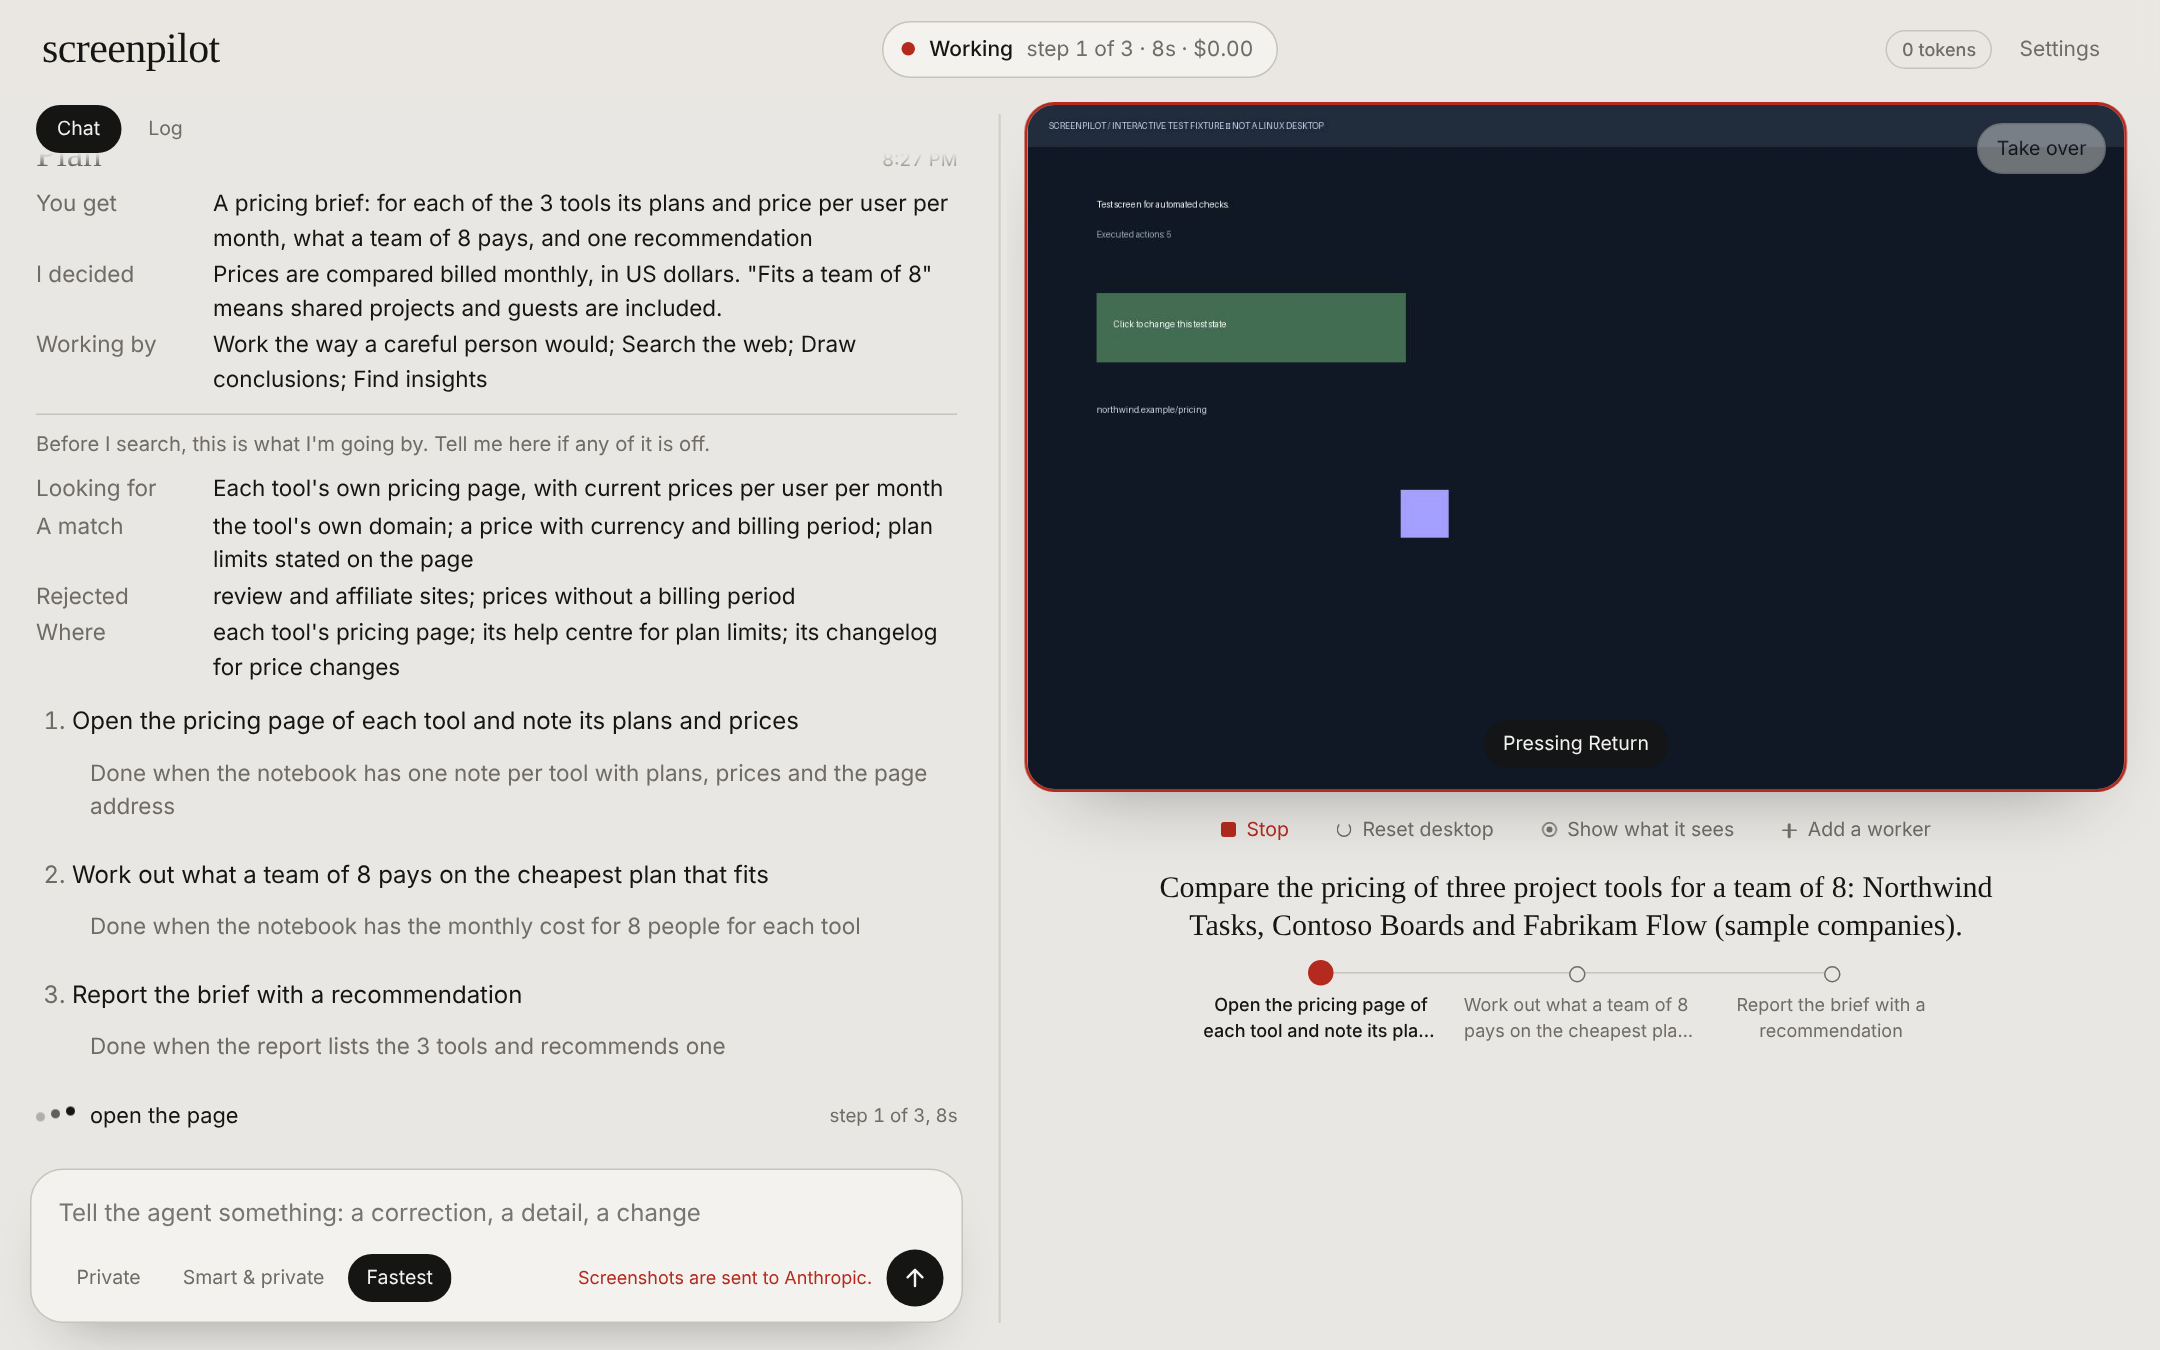 screenpilot
Working step 1 of 3 · 8s · $0.00
0 tokens
Settings
Chat
Log
Plan
8:27 PM
You get
A pricing brief: for each of the 3 tools its plans and price per user per
month, what a team of 8 pays, and one recommendation
I decided
Prices are compared billed monthly, in US dollars. "Fits a team of 8"
means shared projects and guests are included.
Working by
Work the way a careful person would; Search the web; Draw
conclusions; Find insights
Before I search, this is what I'm going by. Tell me here if any of it is off.
Looking for
Each tool's own pricing page, with current prices per user per month
A match
the tool's own domain; a price with currency and billing period; plan
limits stated on the page
Rejected
review and affiliate sites; prices without a billing period
Where
each tool's pricing page; its help centre for plan limits; its changelog
for price changes
1. Open the pricing page of each tool and note its plans and prices
Done when the notebook has one note per tool with plans, prices and the page
address
2. Work out what a team of 8 pays on the cheapest plan that fits
Done when the notebook has the monthly cost for 8 people for each tool
3. Report the brief with a recommendation
Done when the report lists the 3 tools and recommends one
open the page
step 1 of 3, 8s
Tell the agent something: a correction, a detail, a change
Private
Smart & private
Fastest
Screenshots are sent to Anthropic.
SCREENPILOT / INTERACTIVE TEST FIXTURE NOT A LINUX DESKTOP
Take over
Test screen for automated checks.
Executed actions: 5
Click to change this test state
northwind.example/pricing
Pressing Return
Stop
Reset desktop
Show what it sees
Add a worker
Compare the pricing of three project tools for a team of 8: Northwind
Tasks, Contoso Boards and Fabrikam Flow (sample companies).
Open the pricing page of
each tool and note its pla...
Work out what a team of 8
pays on the cheapest pla...
Report the brief with a
recommendation